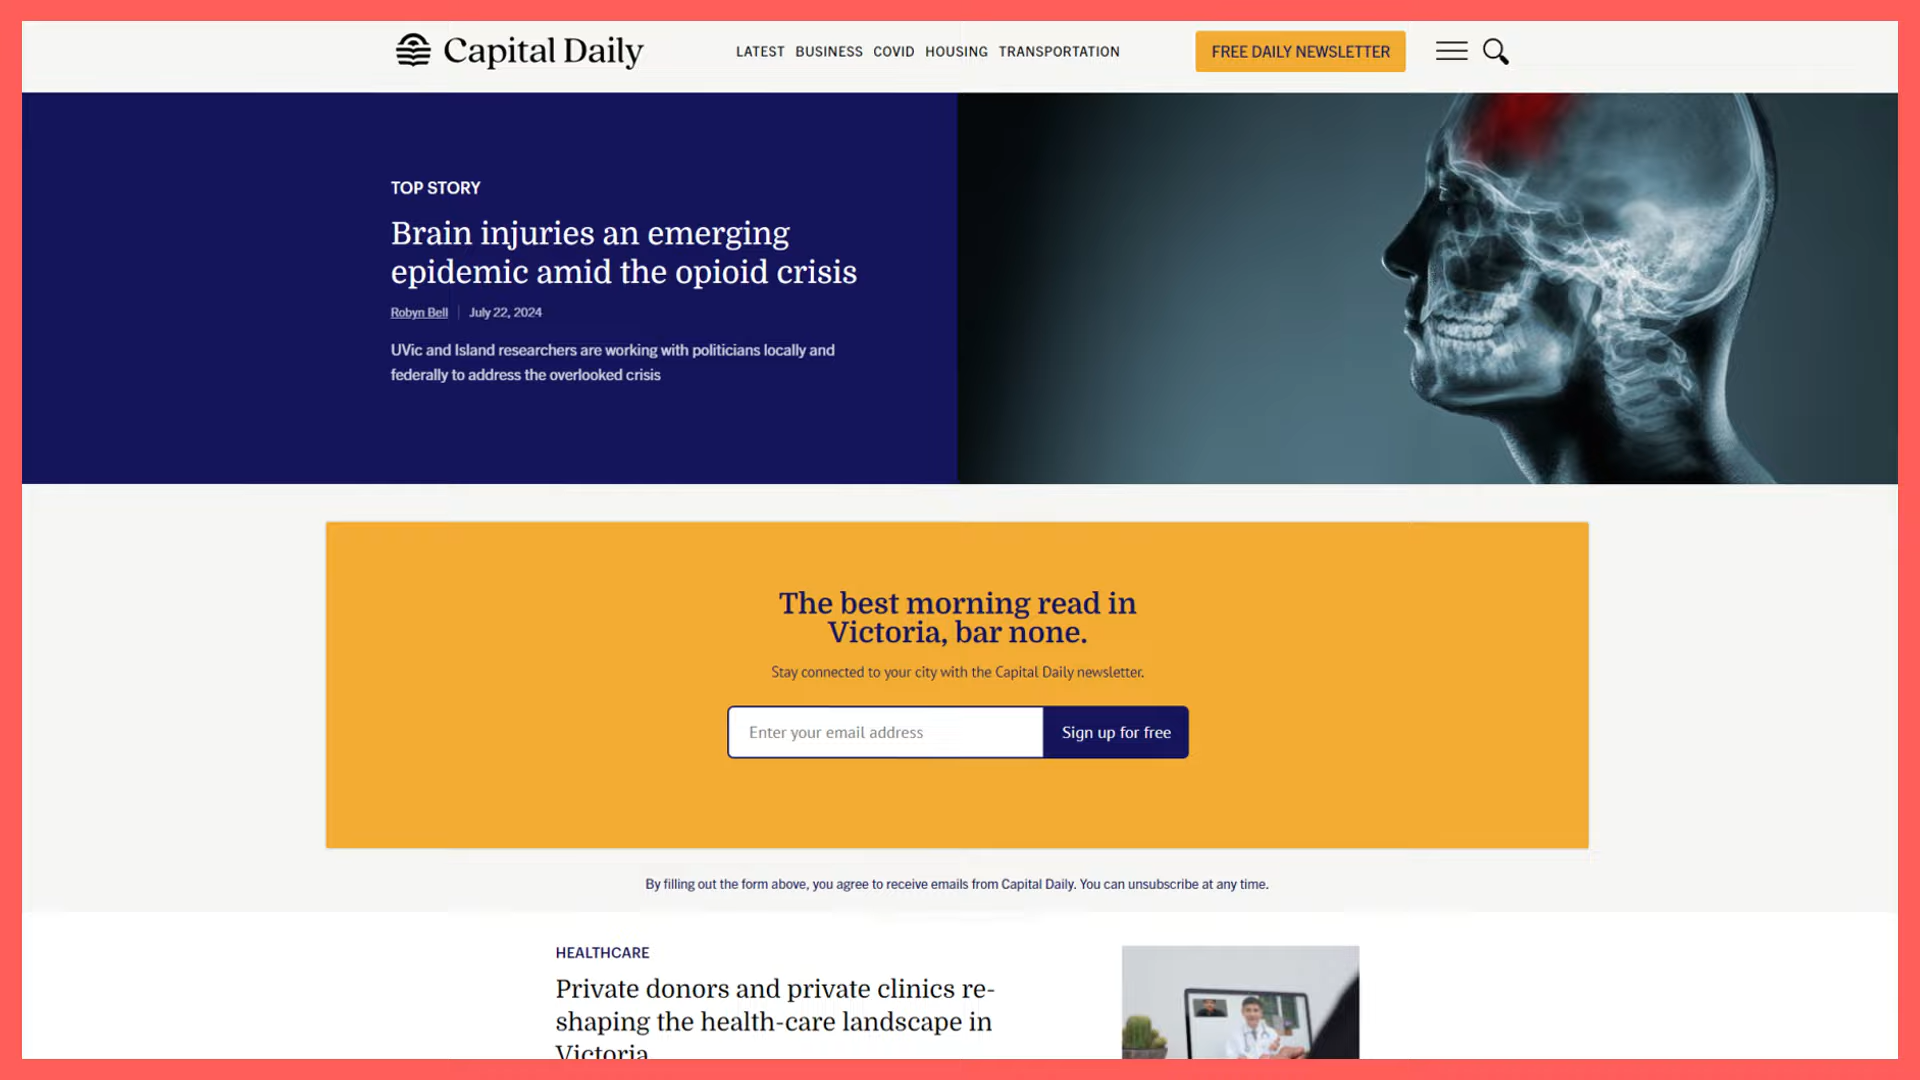 Capital Daily
LATEST BUSINESS COVID HOUSING TRANSPORTATION
FREE DAILY NEWSLETTER
TOP STORY
Brain injuries an emerging
epidemic amid the opioid crisis
Robyn Bell | July 22, 2024
UVic and Island researchers are working with politicians locally and
federally to address the overlooked crisis
The best morning read in
Victoria, bar none.
Stay connected to your city with the Capital Daily newsletter.
Enter your email address
Sign up for free
By filling out the form above, you agree to receive emails from Capital Daily. You can unsubscribe at any time.
HEALTHCARE
Private donors and private clinics re-
shaping the health-care landscape in
Victoria